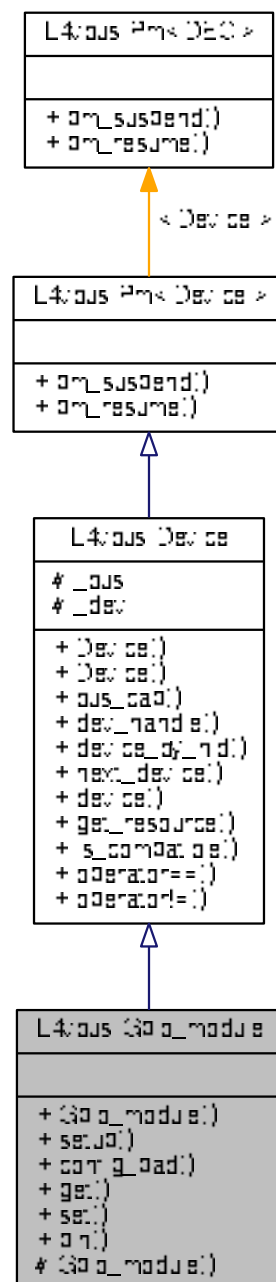 L4vbus::Pm< DEC >
+ pm_suspend()
+ pm_resume()
< Device >
L4vbus::Pm< Device >
+ pm_suspend()
+ pm_resume()
L4vbus::Device
# _bus
# _dev
+ Device()
+ Device()
+ bus_cap()
+ dev_handle()
+ device_by_hid()
+ next_device()
+ device()
+ get_resource()
+ is_compatible()
+ operator==()
+ operator!=()
L4vbus::Gpio_module
+ Gpio_module()
+ setup()
+ config_pad()
+ get()
+ set()
+ pin()
# Gpio_module()